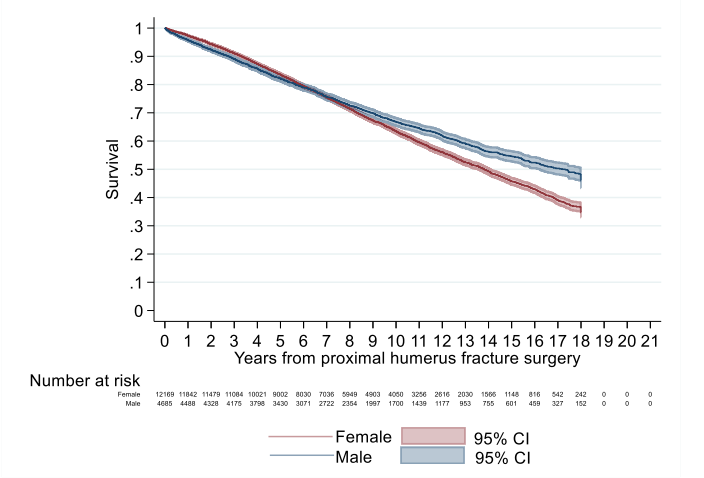 1
.9
.8
.7
.6
.5
.4
.3
.2
.1
0
Survival
0 1 2 3 4 5 6 7 8 9 10 11 12 13 14 15 16 17 18 19 20 21
Years from proximal humerus fracture surgery
Number at risk
Female 12169 11842 11479 11084 10021 9002 8030 7036 5949 4903 4050 3256 2616 2030 1566 1148 816 542 242 0 0 0
Male 4685 4488 4328 4175 3798 3430 3071 2722 2354 1997 1700 1439 1177 953 755 601 459 327 152 0 0 0
Female 95% CI
Male 95% CI